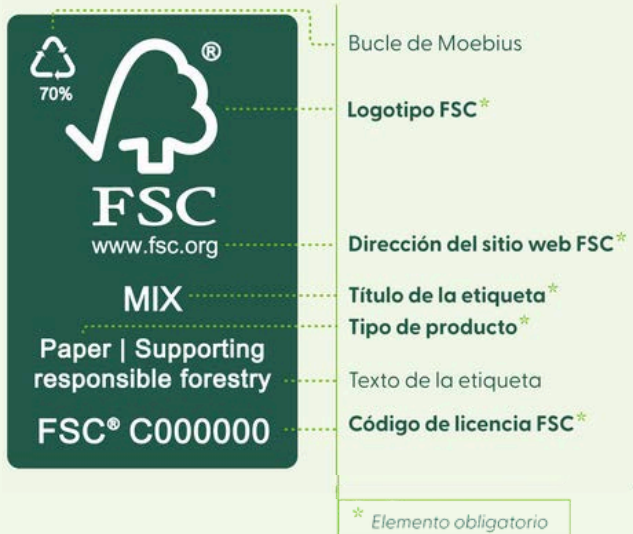 ®
70%
FSC
www.fsc.org
MIX
Paper | Supporting
responsible forestry
FSC® C000000
Bucle de Moebius
Logotipo FSC*
Dirección del sitio web FSC*
Título de la etiqueta*
Tipo de producto*
Texto de la etiqueta
Código de licencia FSC*
* Elemento obligatorio